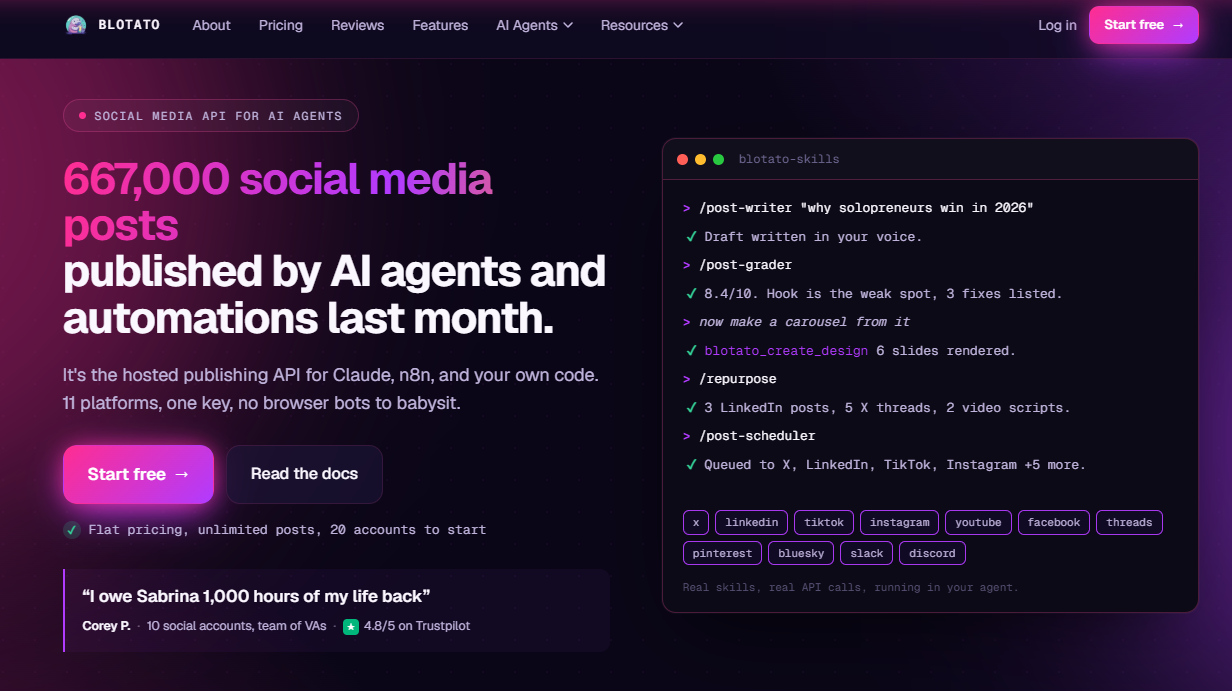 BLOTATO
About
Pricing
Reviews
Features
AI Agents
Resources
Log in
Start free →
SOCIAL MEDIA API FOR AI AGENTS
667,000 social media
posts
published by AI agents and
automations last month.
It's the hosted publishing API for Claude, n8n, and your own code.
11 platforms, one key, no browser bots to babysit.
Start free →
Read the docs
✓ Flat pricing, unlimited posts, 20 accounts to start
“I owe Sabrina 1,000 hours of my life back”
Corey P. · 10 social accounts, team of VAs · ★ 4.8/5 on Trustpilot
blotato-skills
> /post-writer "why solopreneurs win in 2026"
✓ Draft written in your voice.
> /post-grader
✓ 8.4/10. Hook is the weak spot, 3 fixes listed.
> now make a carousel from it
✓ blotato_create_design 6 slides rendered.
> /repurpose
✓ 3 LinkedIn posts, 5 X threads, 2 video scripts.
> /post-scheduler
✓ Queued to X, LinkedIn, TikTok, Instagram +5 more.
x linkedin tiktok instagram youtube facebook threads
pinterest bluesky slack discord
Real skills, real API calls, running in your agent.